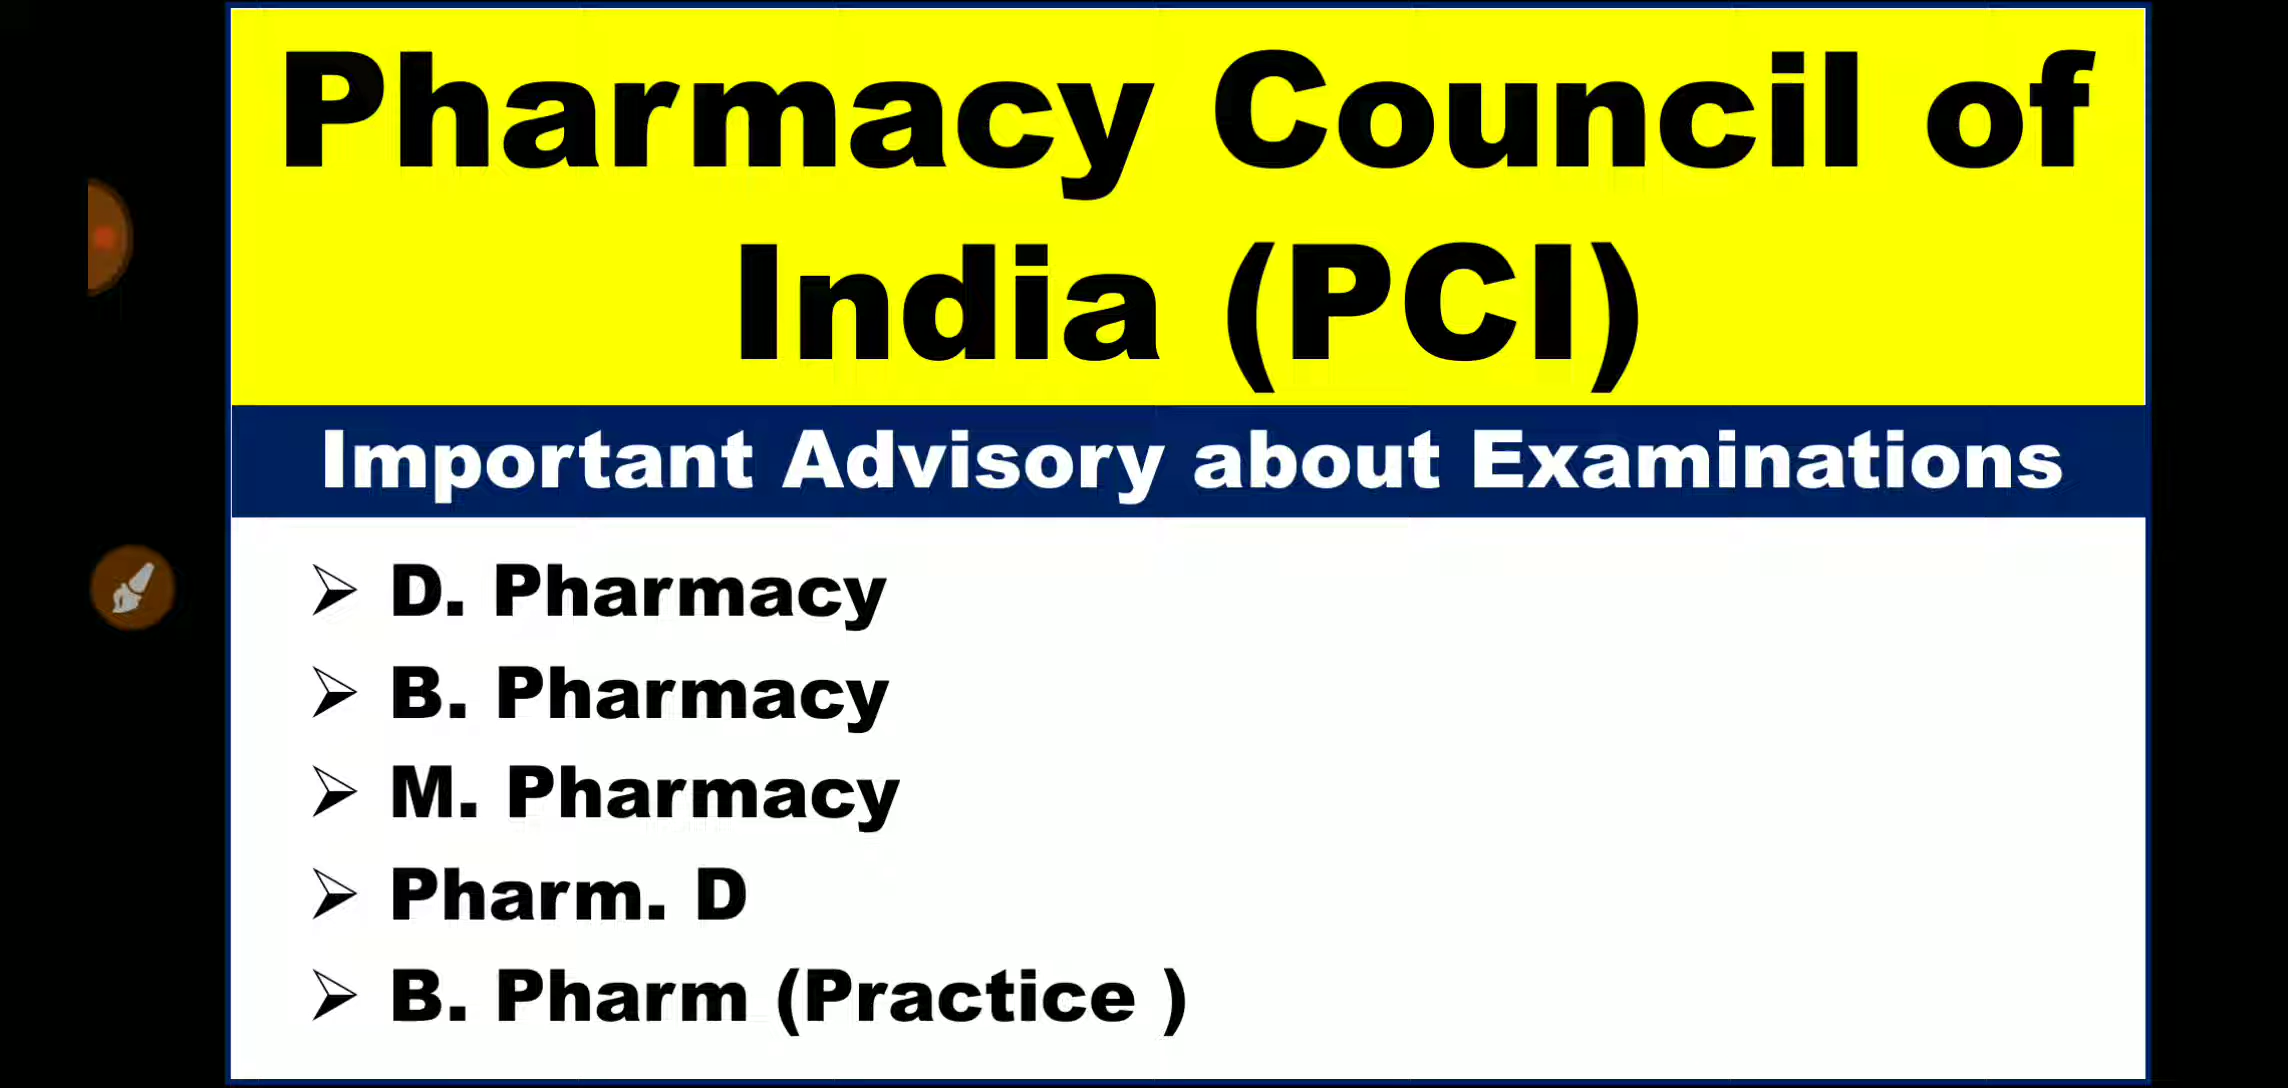 Pharmacy Council of
India (PCI)
Important Advisory about Examinations
➢ D. Pharmacy
➢ B. Pharmacy
➢ M. Pharmacy
➢ Pharm. D
➢ B. Pharm (Practice )